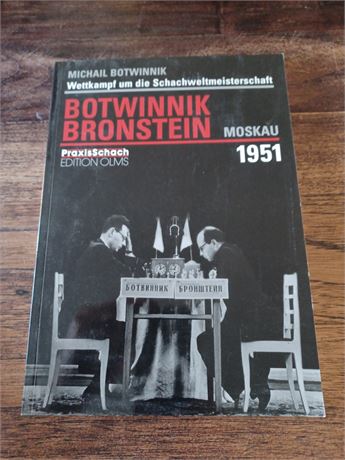 MICHAIL BOTWINNIK
Wettkampf um die Schachweltmeisterschaft
BOTWINNIK
BRONSTEIN MOSKAU
PraxisSchach 1951
EDITION OLMS
БОТВИННИК БРОНШТЕЙН